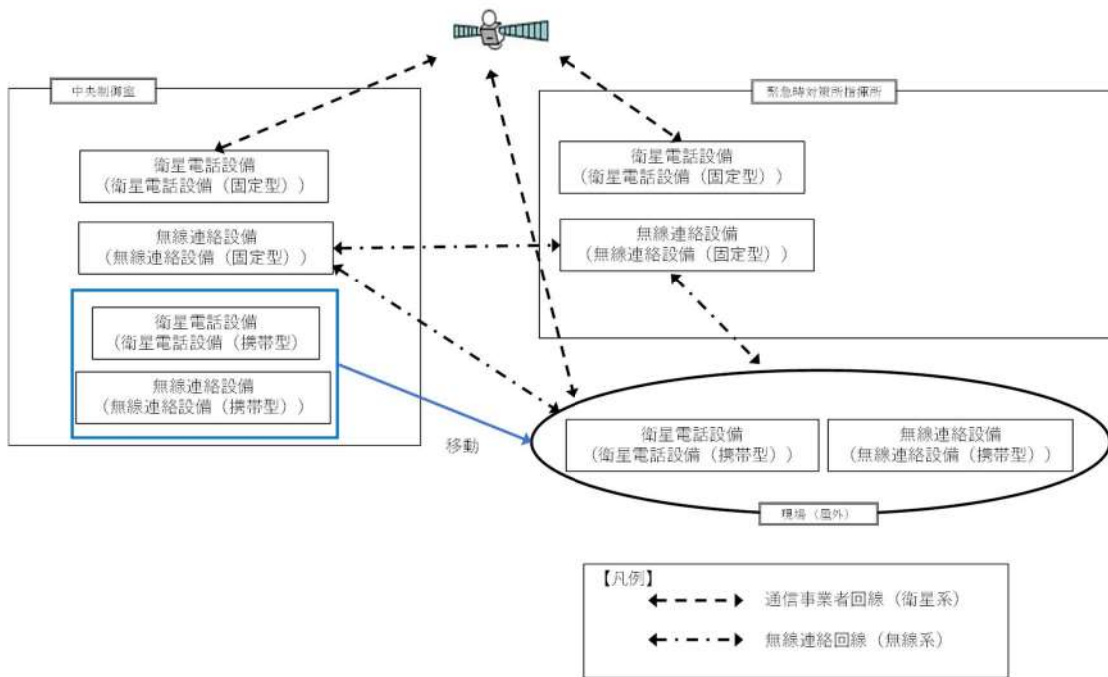 中央制御室
衛星電話設備
（衛星電話設備（固定型））
無線連絡設備
（無線連絡設備（固定型））
衛星電話設備
（衛星電話設備（携帯型）
無線連絡設備
（無線連絡設備（携帯型））
緊急時対策所指揮所
衛星電話設備
（衛星電話設備（固定型））
無線連絡設備
（無線連絡設備（固定型））
移動
衛星電話設備
（衛星電話設備（携帯型））
無線連絡設備
（無線連絡設備（携帯型））
現場（屋外）
【凡例】
通信事業者回線（衛星系）
無線連絡回線（無線系）